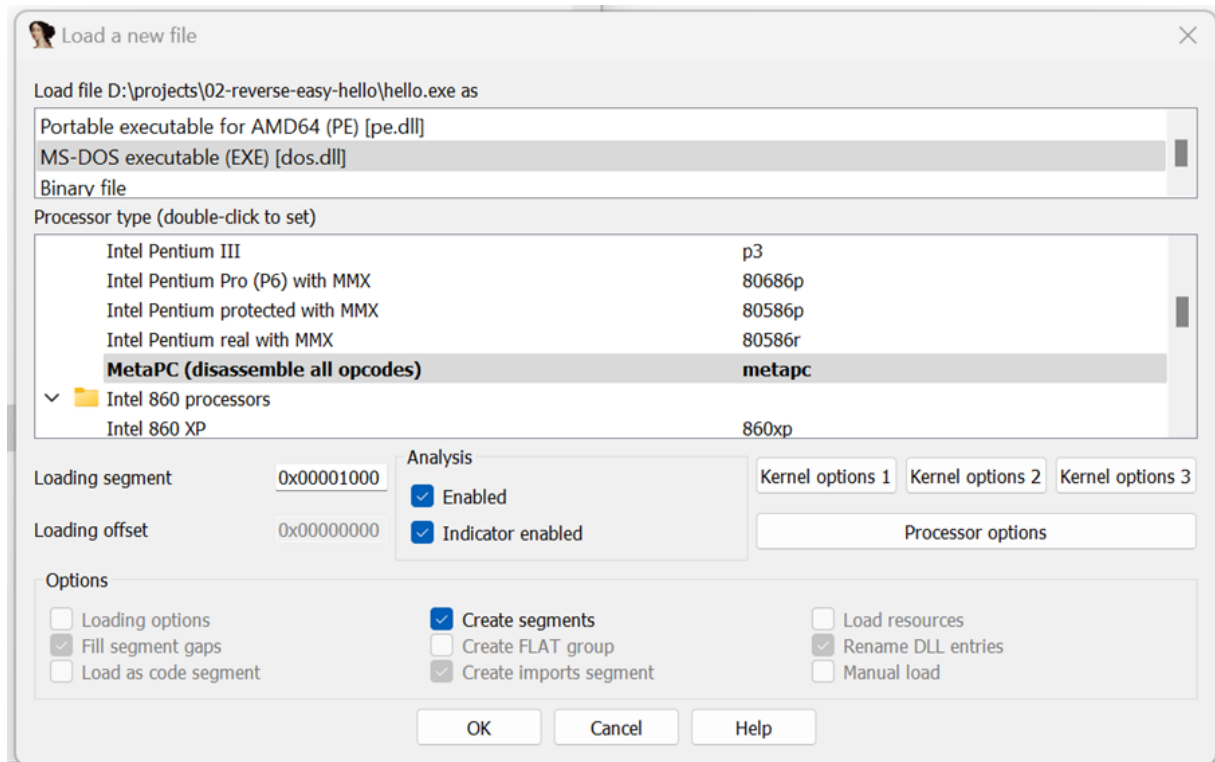 Load a new file
Load file D:\projects\02-reverse-easy-hello\hello.exe as
Portable executable for AMD64 (PE) [pe.dll]
MS-DOS executable (EXE) [dos.dll]
Binary file
Processor type (double-click to set)
Intel Pentium III p3
Intel Pentium Pro (P6) with MMX 80686p
Intel Pentium protected with MMX 80586p
Intel Pentium real with MMX 80586r
MetaPC (disassemble all opcodes) metapc
Intel 860 processors
Intel 860 XP 860xp
Loading segment 0x00001000
Loading offset 0x00000000
Analysis
Enabled
Indicator enabled
Kernel options 1 Kernel options 2 Kernel options 3
Processor options
Options
Loading options Create segments Load resources
Fill segment gaps Create FLAT group Rename DLL entries
Load as code segment Create imports segment Manual load
OK Cancel Help